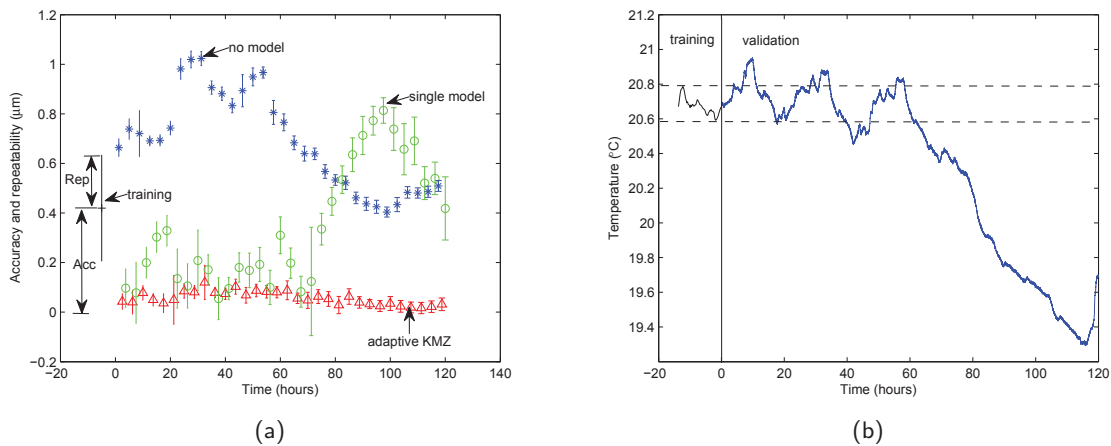 1.2
1
0.8
0.6
0.4
0.2
0
−0.2
Accuracy and repeatability (μm)
no model
single model
training
Rep
Acc
adaptive KMZ
−20 0 20 40 60 80 100 120 140
Time (hours)
(a)
21.2
21
20.8
20.6
20.4
20.2
20
19.8
19.6
19.4
19.2
Temperature (°C)
training
validation
−20 0 20 40 60 80 100 120
Time (hours)
(b)